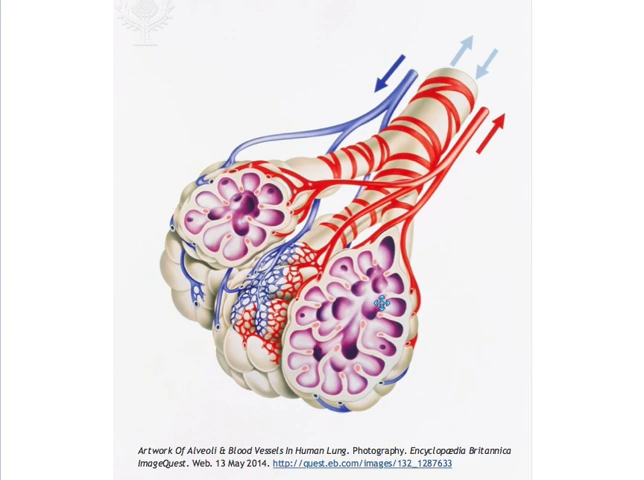 Artwork Of Alveoli & Blood Vessels In Human Lung. Photography. Encyclopædia Britannica
ImageQuest. Web. 13 May 2014. http://quest.eb.com/images/132_1287633